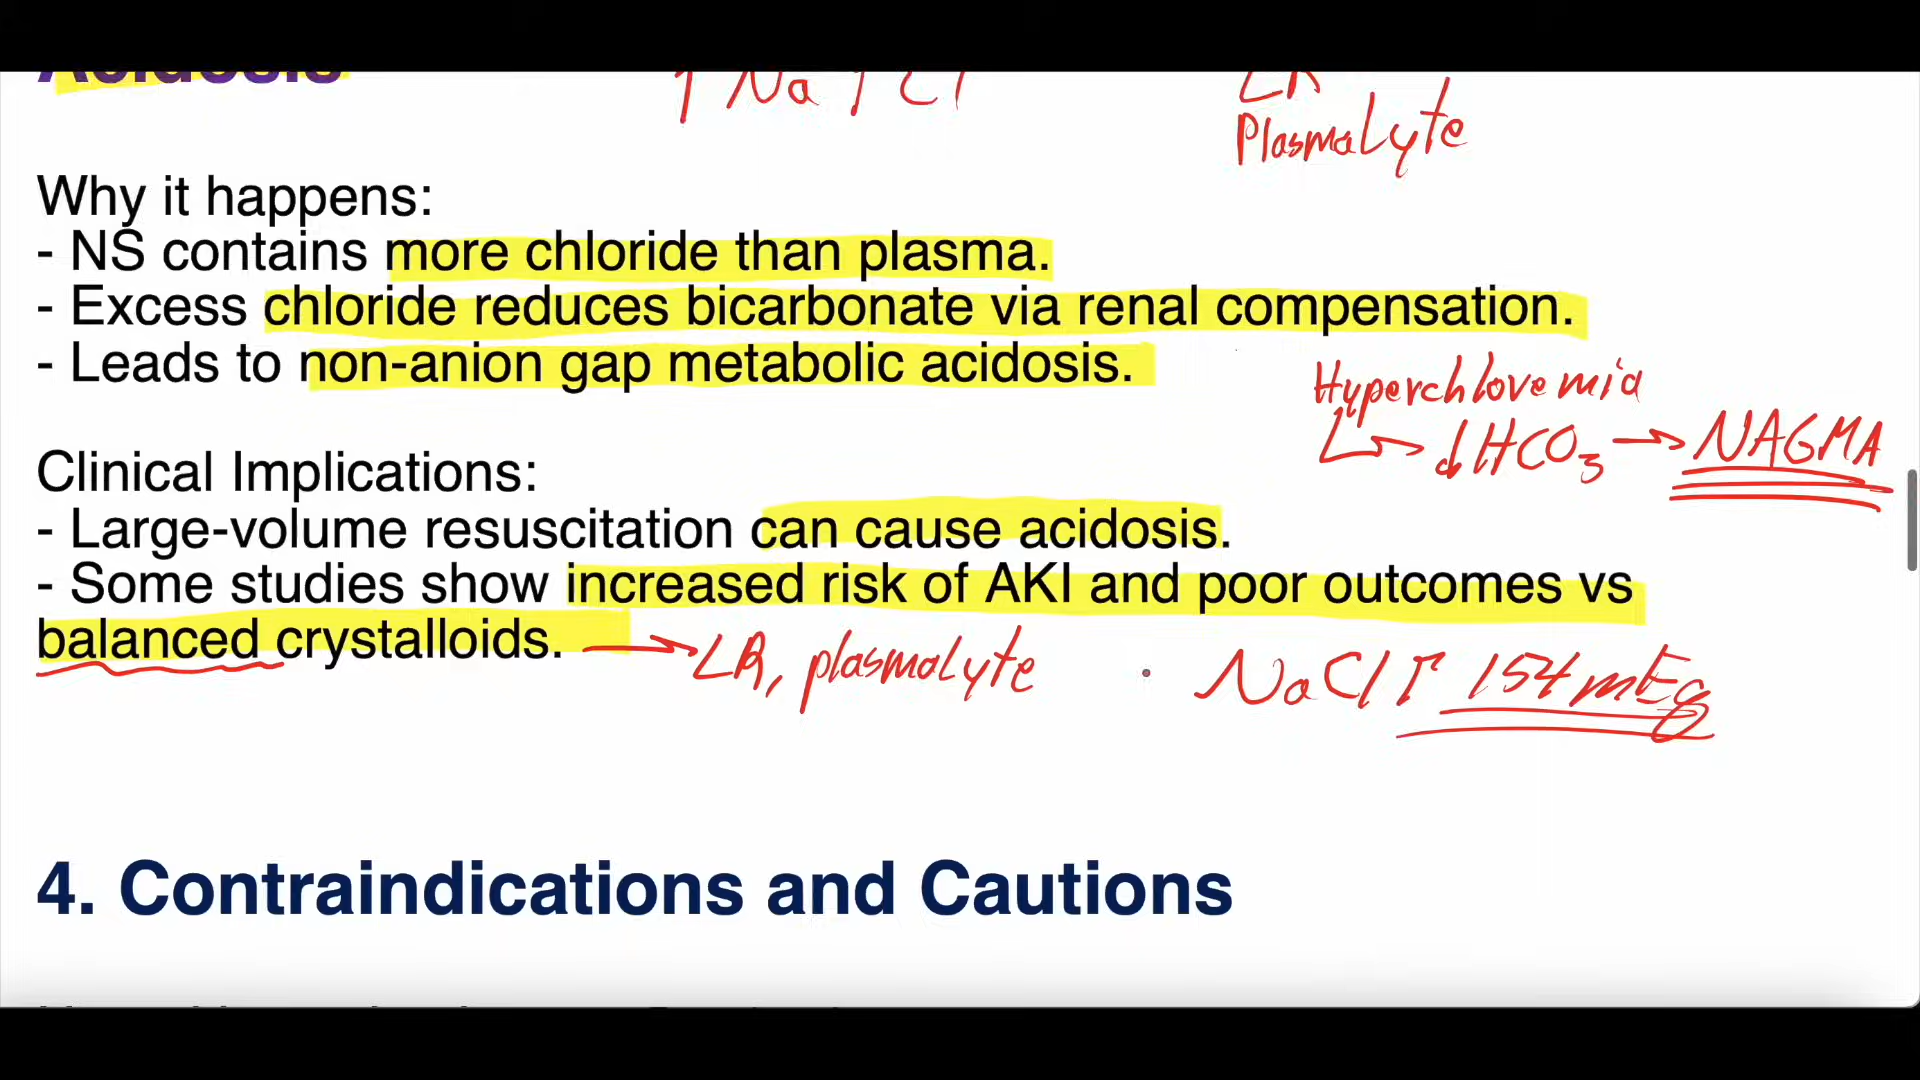 Acidosis
↑ Na ↑ Cl
LR
Plasmalyte
Why it happens:
- NS contains more chloride than plasma.
- Excess chloride reduces bicarbonate via renal compensation.
- Leads to non-anion gap metabolic acidosis.
Hyperchloremia
↳ ↓HCO3 → NAGMA
Clinical Implications:
- Large-volume resuscitation can cause acidosis.
- Some studies show increased risk of AKI and poor outcomes vs
balanced crystalloids. → LR, plasmalyte
NaCl 154 mEq
4. Contraindications and Cautions